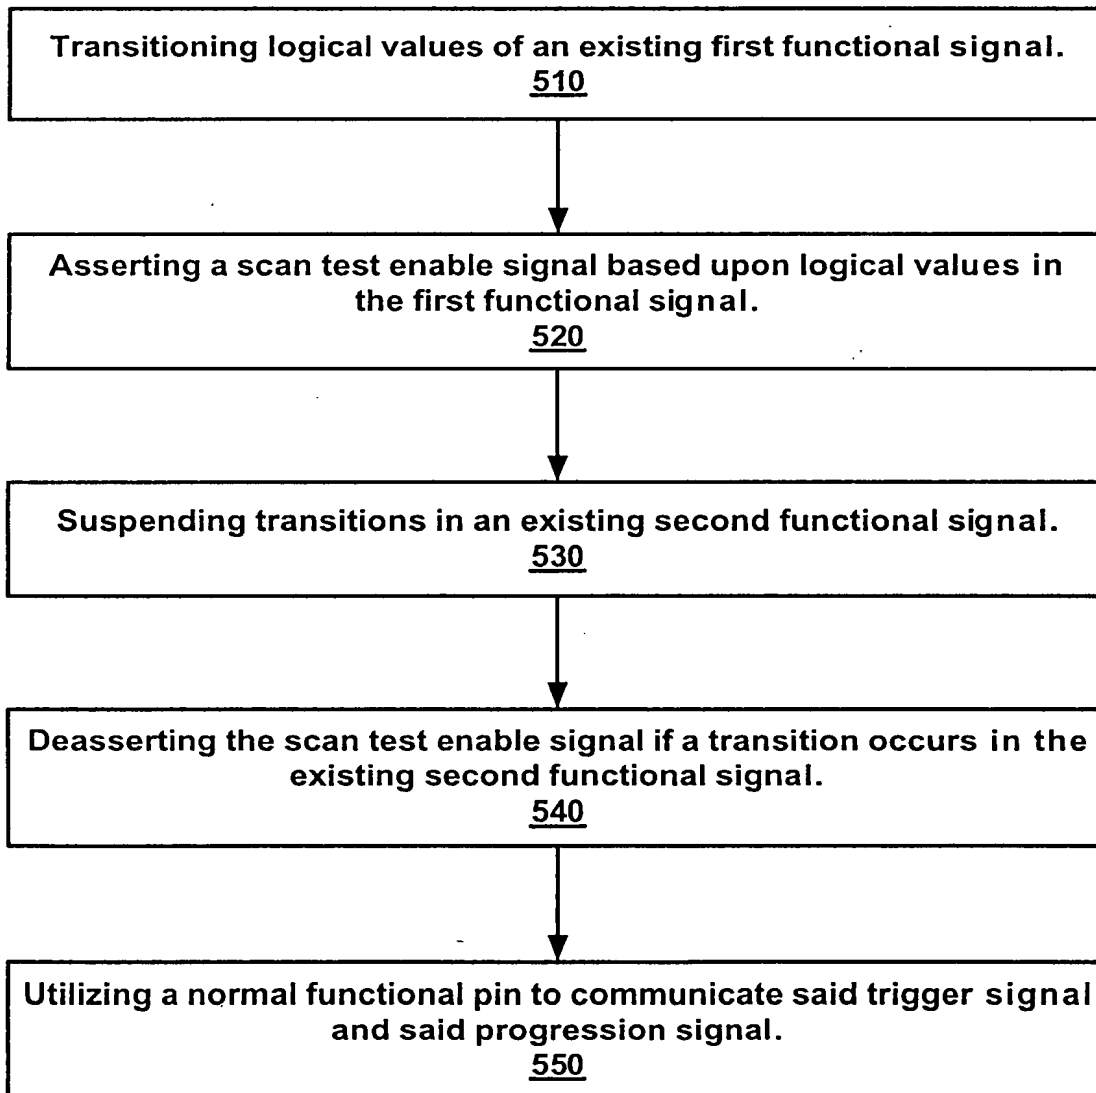 Transitioning logical values of an existing first functional signal.
510
Asserting a scan test enable signal based upon logical values in
the first functional signal.
520
Suspending transitions in an existing second functional signal.
530
Deasserting the scan test enable signal if a transition occurs in the
existing second functional signal.
540
Utilizing a normal functional pin to communicate said trigger signal
and said progression signal.
550